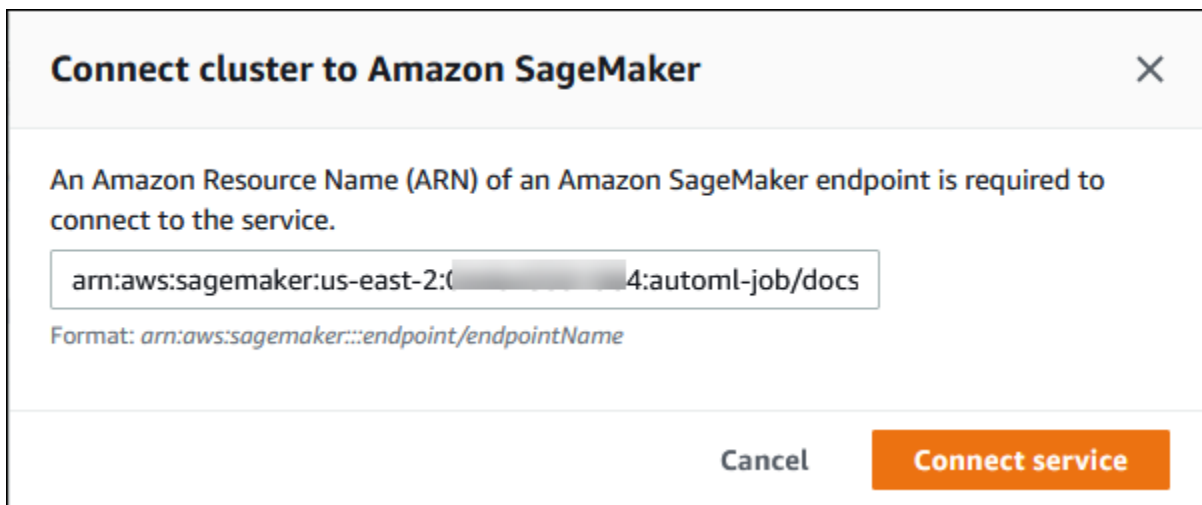 Connect cluster to Amazon SageMaker
An Amazon Resource Name (ARN) of an Amazon SageMaker endpoint is required to
connect to the service.
arn:aws:sagemaker:us-east-2: 4:automl-job/docs
Format: arn:aws:sagemaker:::endpoint/endpointName
Cancel Connect service